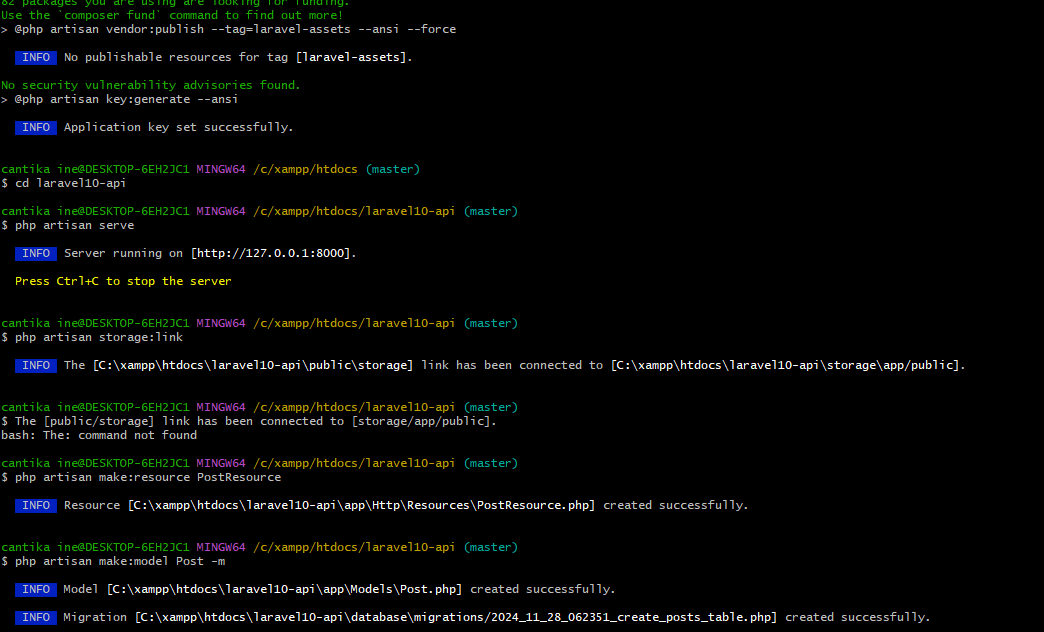 82 packages you are using are looking for funding.
Use the `composer fund` command to find out more!
> @php artisan vendor:publish --tag=laravel-assets --ansi --force
INFO No publishable resources for tag [laravel-assets].
No security vulnerability advisories found.
> @php artisan key:generate --ansi
INFO Application key set successfully.
cantika ine@DESKTOP-6EH2JC1 MINGW64 /c/xampp/htdocs (master)
$ cd laravel10-api
cantika ine@DESKTOP-6EH2JC1 MINGW64 /c/xampp/htdocs/laravel10-api (master)
$ php artisan serve
INFO Server running on [http://127.0.0.1:8000].
Press Ctrl+C to stop the server
cantika ine@DESKTOP-6EH2JC1 MINGW64 /c/xampp/htdocs/laravel10-api (master)
$ php artisan storage:link
INFO The [C:\xampp\htdocs\laravel10-api\public\storage] link has been connected to [C:\xampp\htdocs\laravel10-api\storage\app/public].
cantika ine@DESKTOP-6EH2JC1 MINGW64 /c/xampp/htdocs/laravel10-api (master)
$ The [public/storage] link has been connected to [storage/app/public].
bash: The: command not found
cantika ine@DESKTOP-6EH2JC1 MINGW64 /c/xampp/htdocs/laravel10-api (master)
$ php artisan make:resource PostResource
INFO Resource [C:\xampp\htdocs\laravel10-api\app\Http\Resources\PostResource.php] created successfully.
cantika ine@DESKTOP-6EH2JC1 MINGW64 /c/xampp/htdocs/laravel10-api (master)
$ php artisan make:model Post -m
INFO Model [C:\xampp\htdocs\laravel10-api\app\Models\Post.php] created successfully.
INFO Migration [C:\xampp\htdocs\laravel10-api\database\migrations/2024_11_28_062351_create_posts_table.php] created successfully.